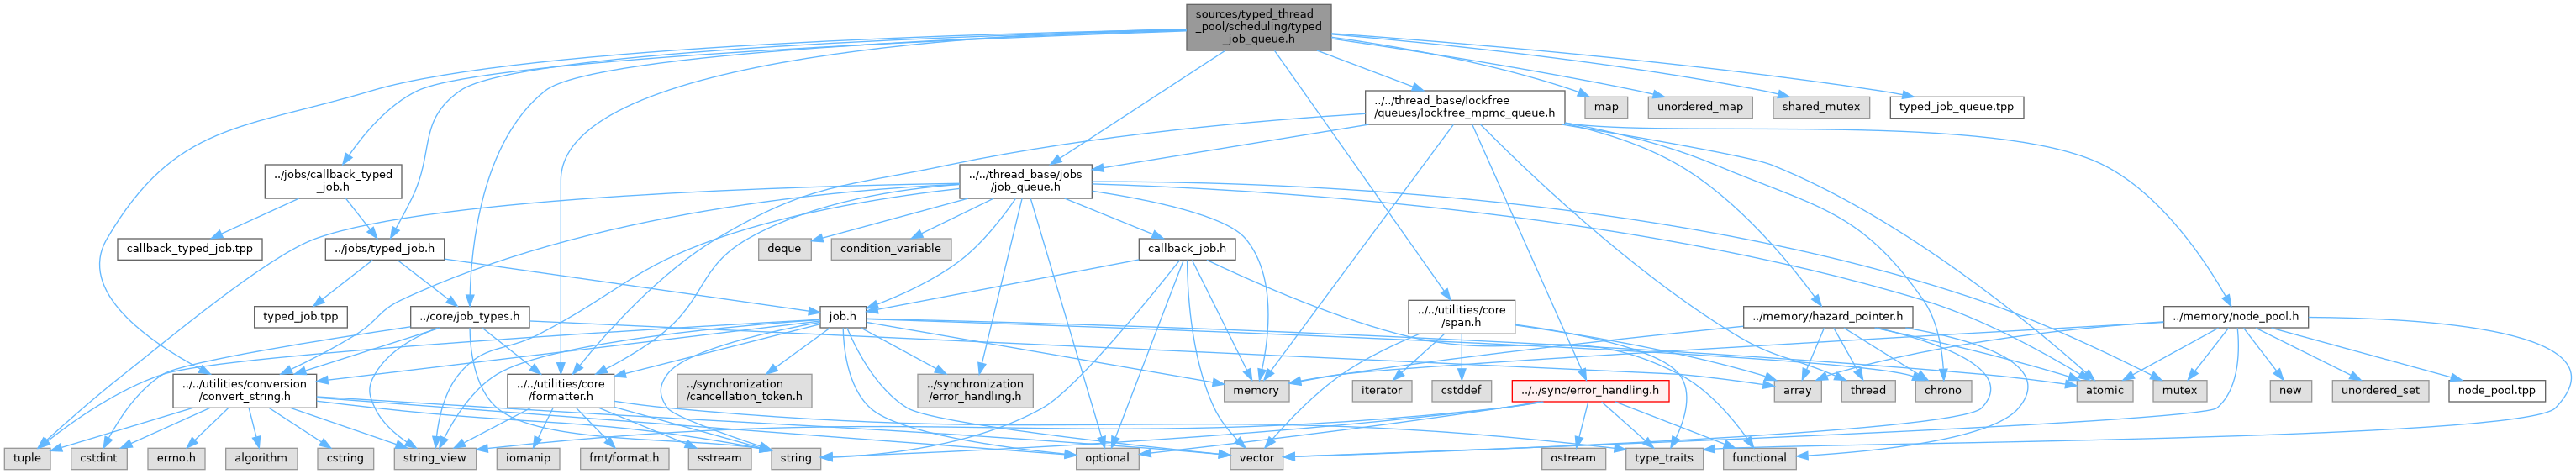 sources/typed_thread
_pool/scheduling/typed
_job_queue.h
../../thread_base/lockfree
/queues/lockfree_mpmc_queue.h
map
unordered_map
shared_mutex
typed_job_queue.tpp
../jobs/callback_typed
_job.h
../../thread_base/jobs
/job_queue.h
callback_typed_job.tpp
../jobs/typed_job.h
deque
condition_variable
callback_job.h
typed_job.tpp
../core/job_types.h
job.h
../../utilities/core
/span.h
../memory/hazard_pointer.h
../memory/node_pool.h
../../utilities/conversion
/convert_string.h
../../utilities/core
/formatter.h
../synchronization
/cancellation_token.h
../synchronization
/error_handling.h
memory
iterator
cstddef
../../sync/error_handling.h
array
thread
chrono
atomic
mutex
new
unordered_set
node_pool.tpp
tuple
cstdint
errno.h
algorithm
cstring
string_view
iomanip
fmt/format.h
sstream
string
optional
vector
ostream
type_traits
functional